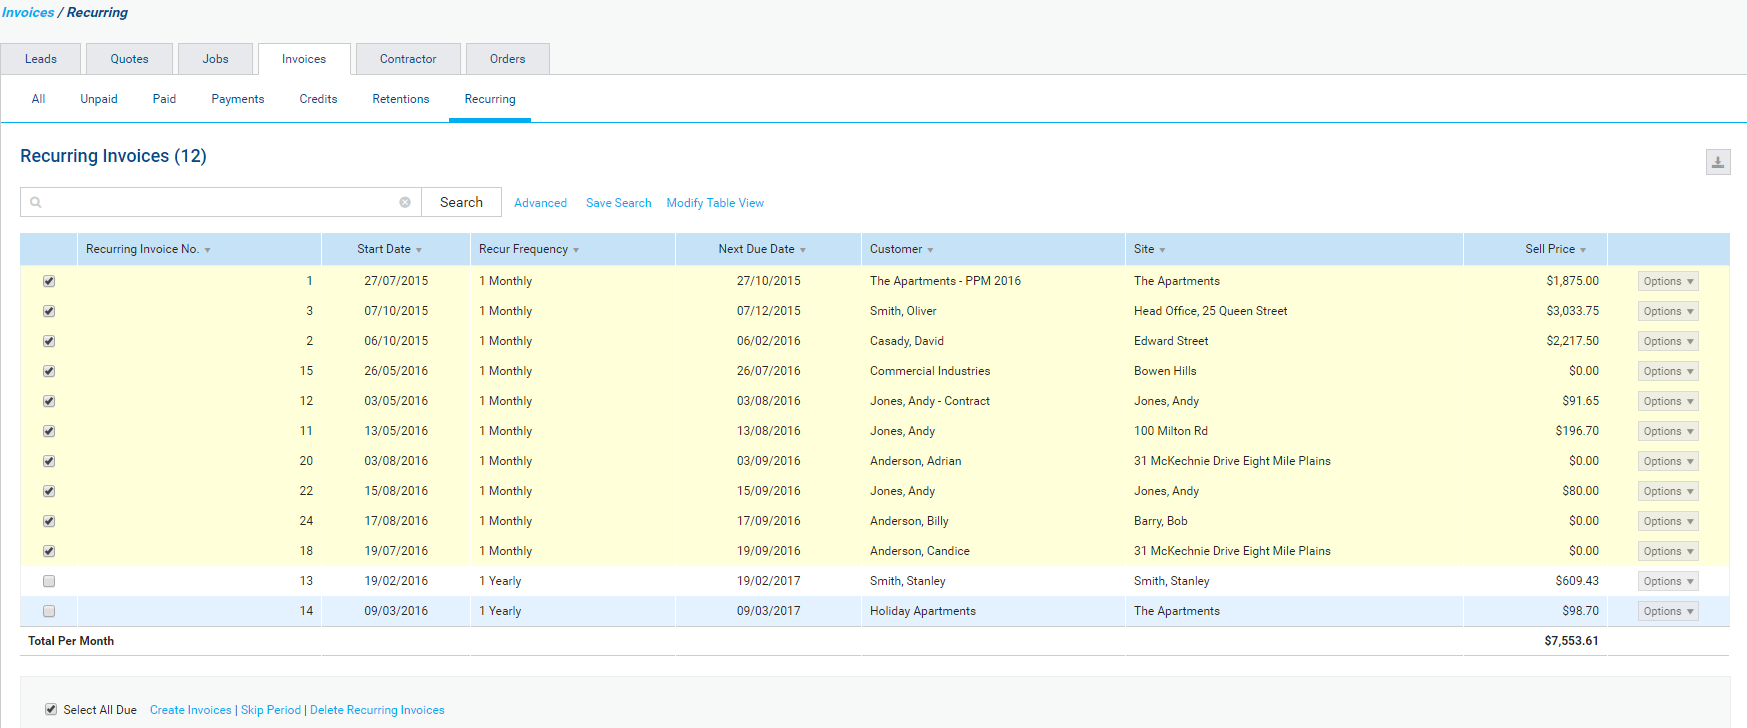 Invoices / Recurring
Leads Quotes Jobs Invoices Contractor Orders
All Unpaid Paid Payments Credits Retentions Recurring
Recurring Invoices (12)
Search Advanced Save Search Modify Table View
Recurring Invoice No. Start Date Recur Frequency Next Due Date Customer Site Sell Price
1 27/07/2015 1 Monthly 27/10/2015 The Apartments - PPM 2016 The Apartments $1,875.00 Options
3 07/10/2015 1 Monthly 07/12/2015 Smith, Oliver Head Office, 25 Queen Street $3,033.75 Options
2 06/10/2015 1 Monthly 06/02/2016 Casady, David Edward Street $2,217.50 Options
15 26/05/2016 1 Monthly 26/07/2016 Commercial Industries Bowen Hills $0.00 Options
12 03/05/2016 1 Monthly 03/08/2016 Jones, Andy - Contract Jones, Andy $91.65 Options
11 13/05/2016 1 Monthly 13/08/2016 Jones, Andy 100 Milton Rd $196.70 Options
20 03/08/2016 1 Monthly 03/09/2016 Anderson, Adrian 31 McKechnie Drive Eight Mile Plains $0.00 Options
22 15/08/2016 1 Monthly 15/09/2016 Jones, Andy Jones, Andy $80.00 Options
24 17/08/2016 1 Monthly 17/09/2016 Anderson, Billy Barry, Bob $0.00 Options
18 19/07/2016 1 Monthly 19/09/2016 Anderson, Candice 31 McKechnie Drive Eight Mile Plains $0.00 Options
13 19/02/2016 1 Yearly 19/02/2017 Smith, Stanley Smith, Stanley $609.43 Options
14 09/03/2016 1 Yearly 09/03/2017 Holiday Apartments The Apartments $98.70 Options
Total Per Month $7,553.61
Select All Due Create Invoices | Skip Period | Delete Recurring Invoices